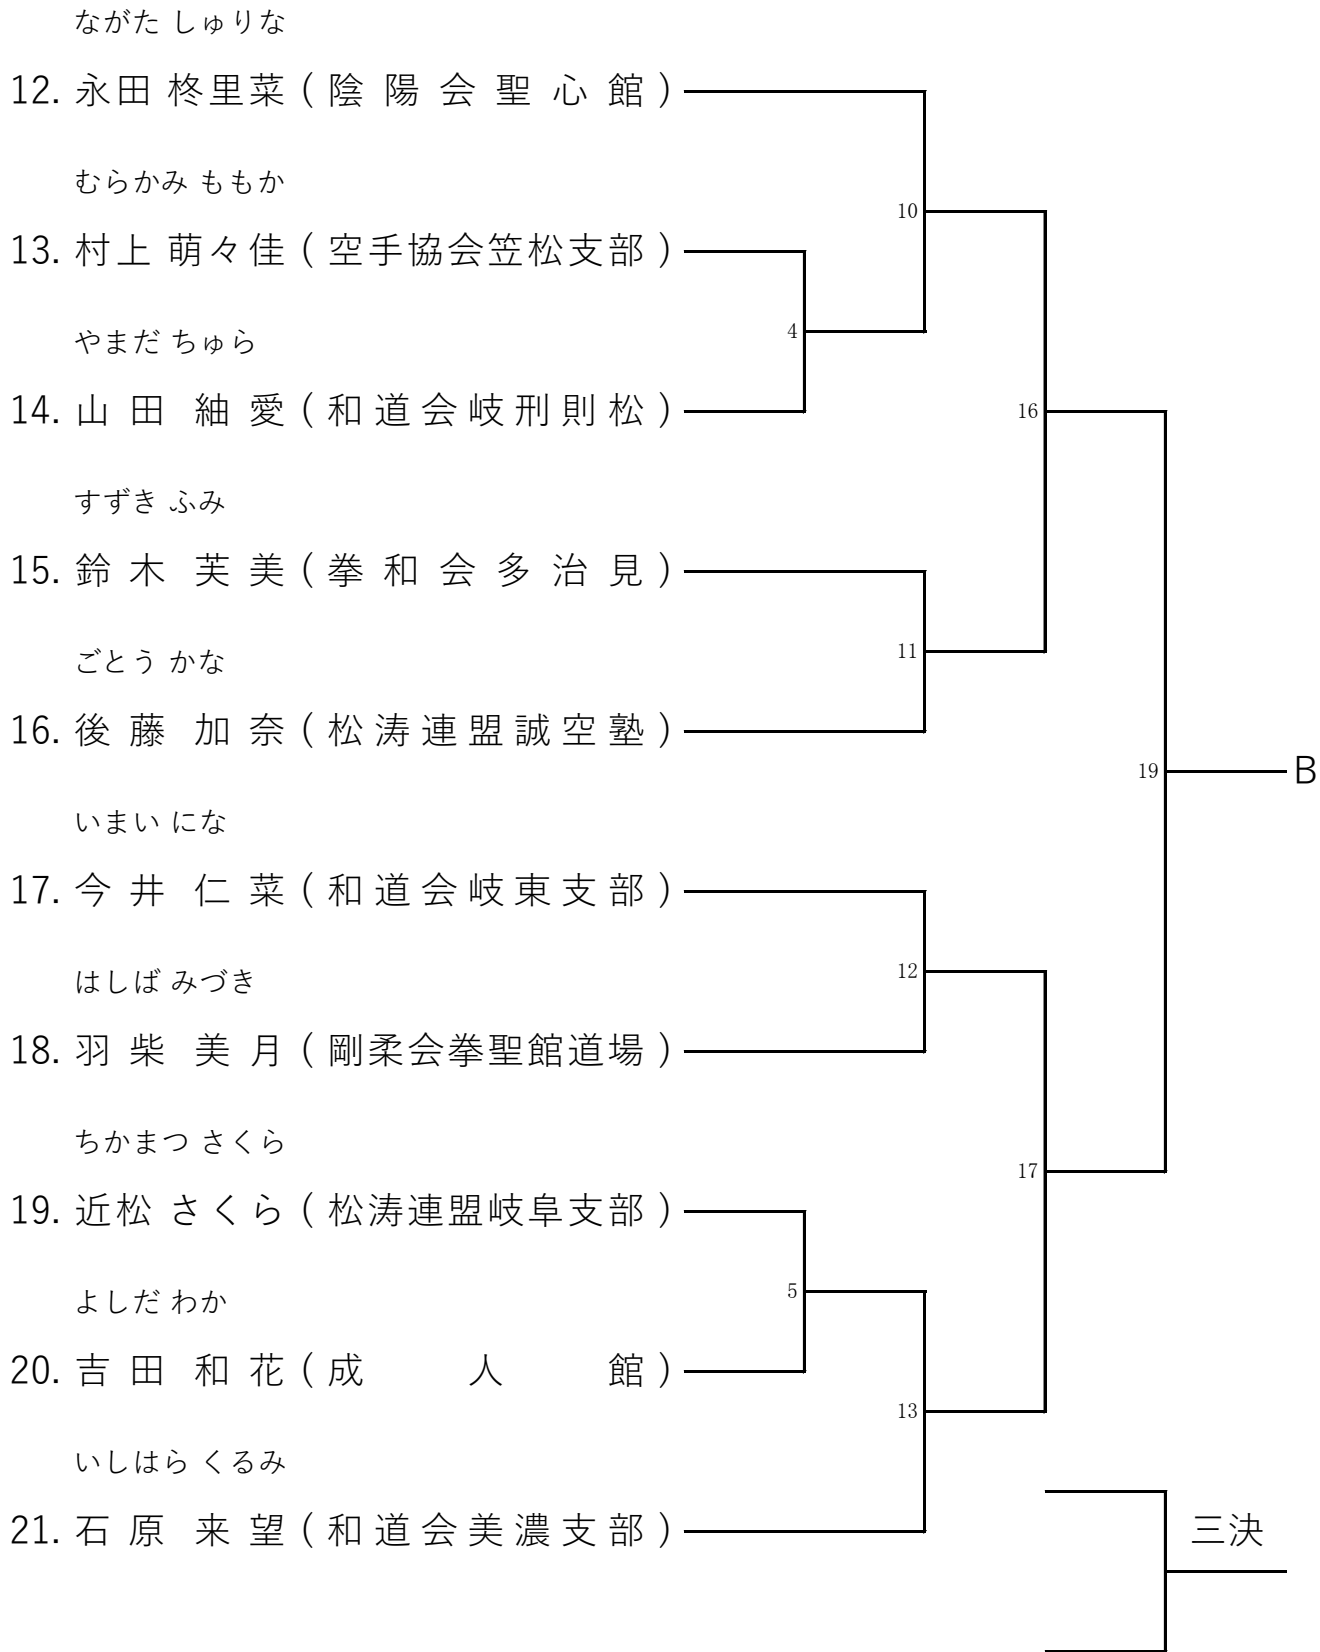 ながた しゅりな
12. 永田 柊里菜 ( 陰陽会聖心館 )
むらかみ ももか
10
13. 村上 萌々佳 ( 空手協会笠松支部 )
やまだ ちゅら
4
14. 山田 紬愛 ( 和道会岐刑則松 )
16
すずき ふみ
15. 鈴木 芙美 ( 拳和会多治見 )
ごとう かな
11
16. 後藤 加奈 ( 松涛連盟誠空塾 )
19
B
いまい にな
17. 今井 仁菜 ( 和道会岐東支部 )
はしば みづき
12
18. 羽柴 美月 ( 剛柔会拳聖館道場 )
ちかまつ さくら
17
19. 近松 さくら ( 松涛連盟岐阜支部 )
よしだ わか
5
20. 吉田 和花 ( 成人館 )
13
いしはら くるみ
21. 石原 来望 ( 和道会美濃支部 )
三決